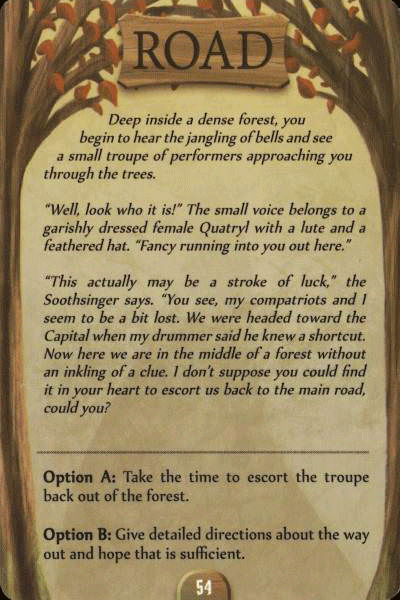 ROAD
Deep inside a dense forest, you
begin to hear the jangling of bells and see
a small troupe of performers approaching you
through the trees.
“Well, look who it is!” The small voice belongs to a
garishly dressed female Quatryl with a lute and a
feathered hat. “Fancy running into you out here.”
“This actually may be a stroke of luck,” the
Soothsinger says. “You see, my compatriots and I
seem to be a bit lost. We were headed toward the
Capital when my drummer said he knew a shortcut.
Now here we are in the middle of a forest without
an inkling of a clue. I don’t suppose you could find
it in your heart to escort us back to the main road,
could you?
Option A: Take the time to escort the troupe
back out of the forest.
Option B: Give detailed directions about the way
out and hope that is sufficient.
54